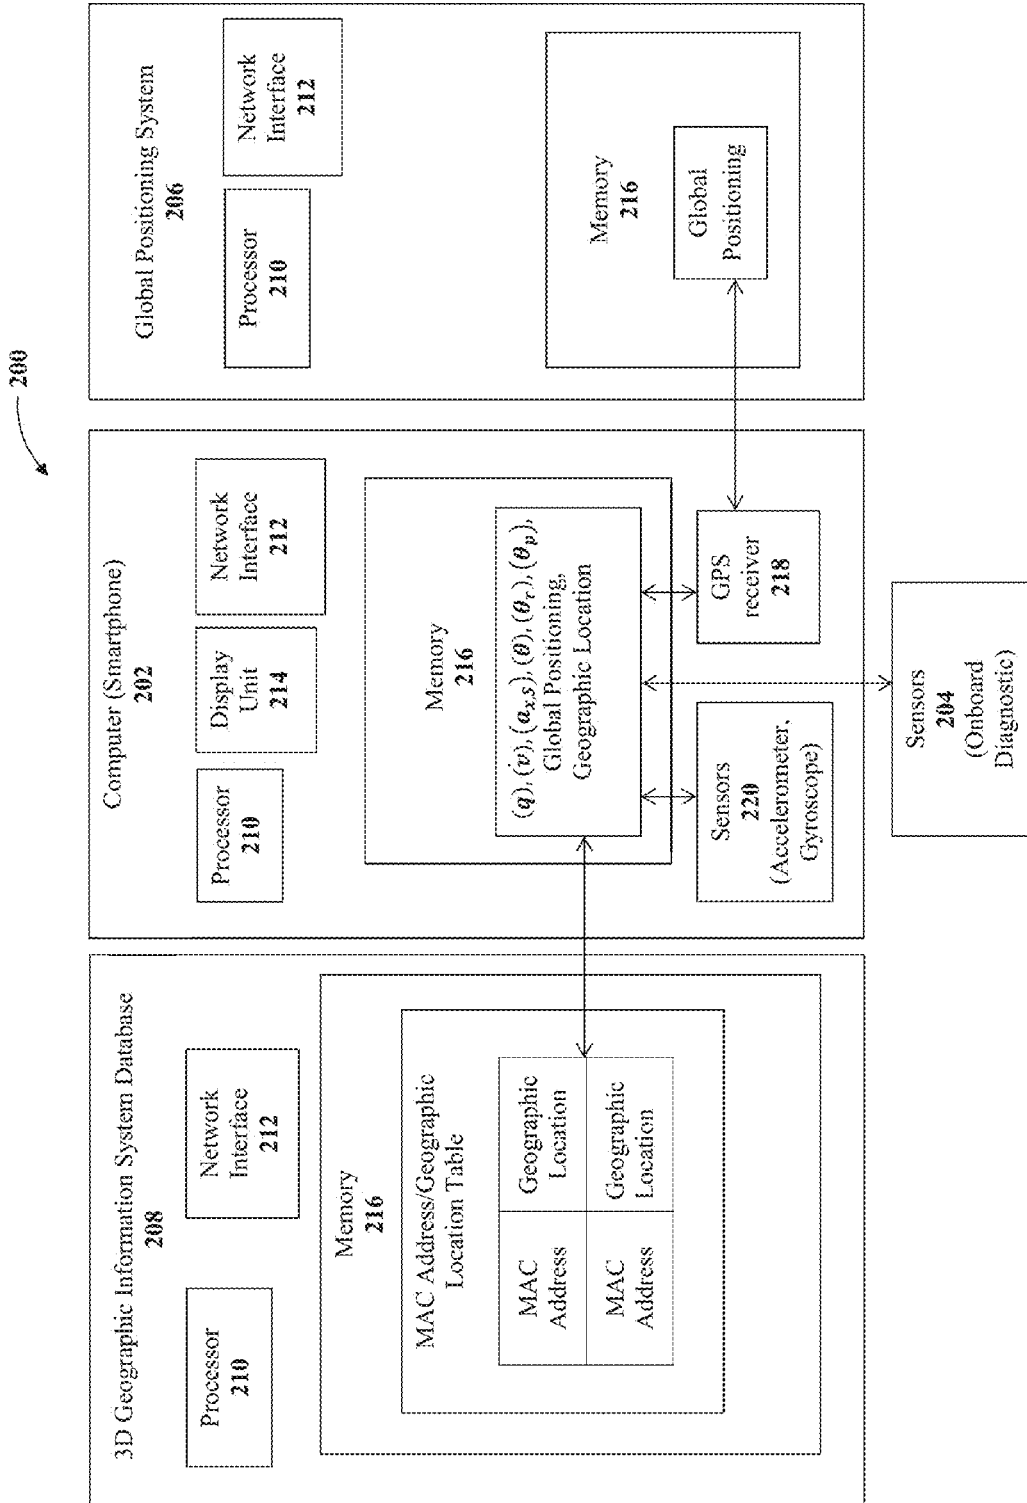 200
3D Geographic Information System Database
208
Processor
210
Network
Interface
212
Memory
216
MAC Address/Geographic
Location Table
MAC
Address
Geographic
Location
MAC
Address
Geographic
Location
Computer (Smartphone)
202
Processor
210
Display
Unit
214
Network
Interface
212
Memory
216
(q), (v̇), (a_{x,S}), (θ), (θ_r), (θ_p),
Global Positioning,
Geographic Location
Sensors
220
(Accelerometer,
Gyroscope)
GPS
receiver
218
Sensors
204
(Onboard
Diagnostic
Global Positioning System
206
Processor
210
Network
Interface
212
Memory
216
Global
Positioning